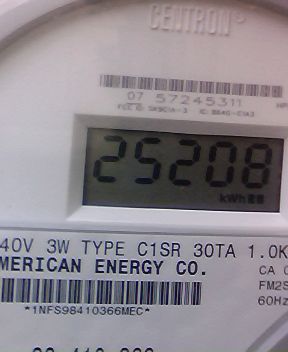 CENTRON®
07 57245311
25208
kWh
40V 3W TYPE C1SR 30TA 1.0K
MERICAN ENERGY CO.
CA
FM2S
60Hz
*1NFS98410366MEC*